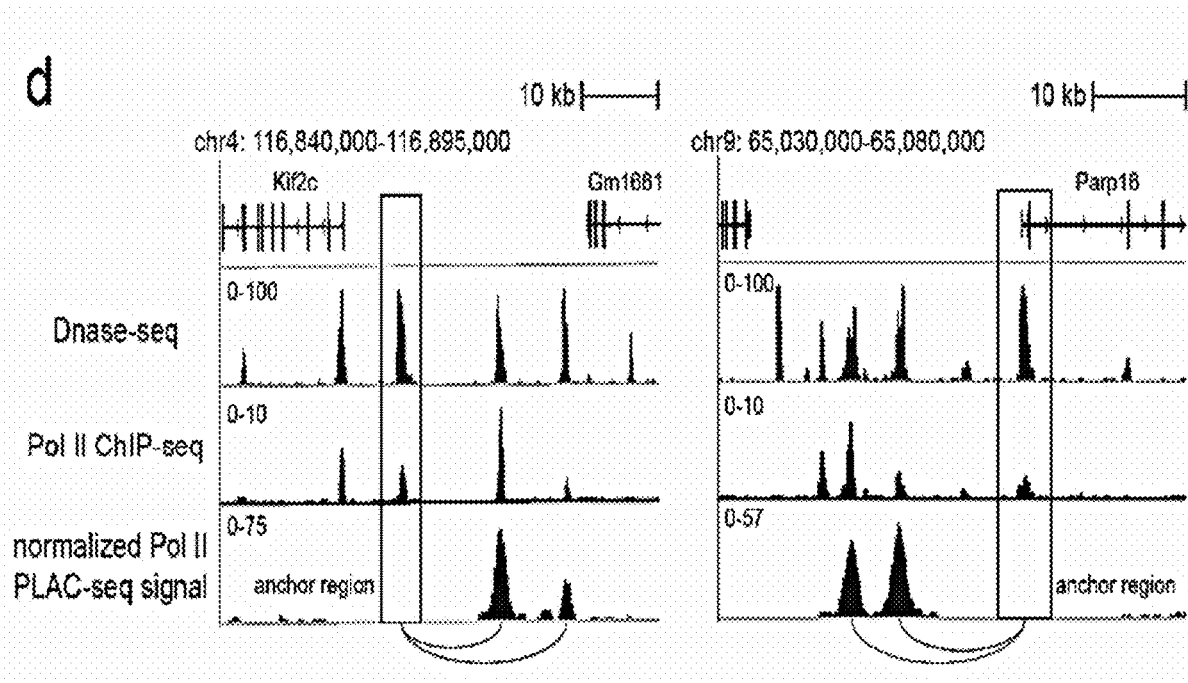 d
10 kb
10 kb
chr4: 116,840,000-116,895,000
chr9: 65,030,000-65,080,000
Kif2c
Gm1661
Parp16
Dnase-seq
0-100
0-100
Pol II ChIP-seq
0-10
0-10
normalized Pol II
PLAC-seq signal
0-75
anchor region
0-57
anchor region